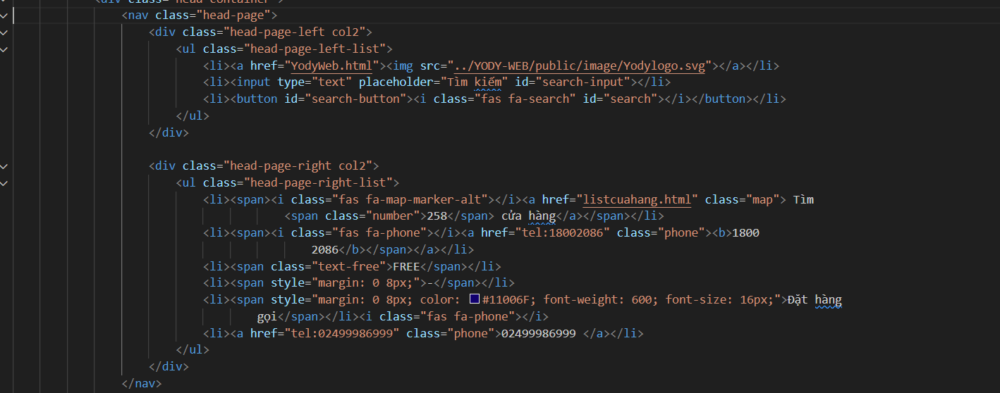 <div class="head-container">
<nav class="head-page">
<div class="head-page-left col2">
<ul class="head-page-left-list">
<li><a href="YodyWeb.html"><img src="../YODY-WEB/public/image/Yodylogo.svg"></a></li>
<li><input type="text" placeholder="Tìm kiếm" id="search-input"></li>
<li><button id="search-button"><i class="fas fa-search" id="search"></i></button></li>
</ul>
</div>
<div class="head-page-right col2">
<ul class="head-page-right-list">
<li><span><i class="fas fa-map-marker-alt"></i><a href="listcuahang.html" class="map"> Tìm
<span class="number">258</span> cửa hàng</a></span></li>
<li><span><i class="fas fa-phone"></i><a href="tel:18002086" class="phone"><b>1800
2086</b></span></a></li>
<li><span class="text-free">FREE</span></li>
<li><span style="margin: 0 8px;">-</span></li>
<li><span style="margin: 0 8px; color: #11006F; font-weight: 600; font-size: 16px;">Đặt hàng
gọi</span></li><i class="fas fa-phone"></i>
<li><a href="tel:02499986999" class="phone">02499986999 </a></li>
</ul>
</div>
</nav>